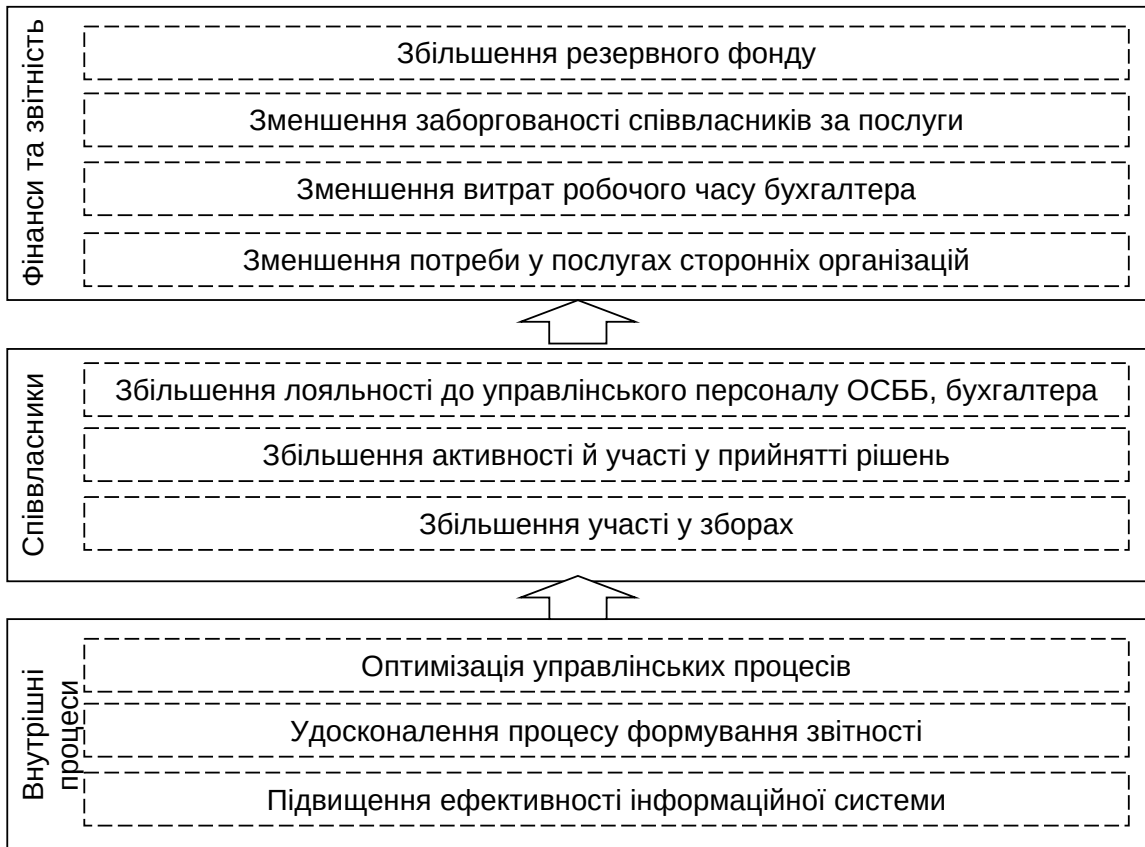 Фінанси та звітність
Збільшення резервного фонду
Зменшення заборгованості співвласників за послуги
Зменшення витрат робочого часу бухгалтера
Зменшення потреби у послугах сторонніх організацій
Співвласники
Збільшення лояльності до управлінського персоналу ОСББ, бухгалтера
Збільшення активності й участі у прийнятті рішень
Збільшення участі у зборах
Внутрішні
процеси
Оптимізація управлінських процесів
Удосконалення процесу формування звітності
Підвищення ефективності інформаційної системи